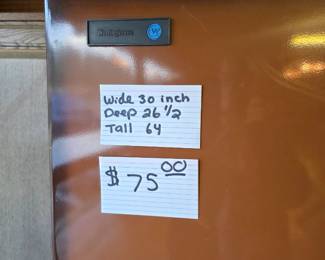 Wide 30 inch
Deep 26 1/2
Tall 64
$ 75 00